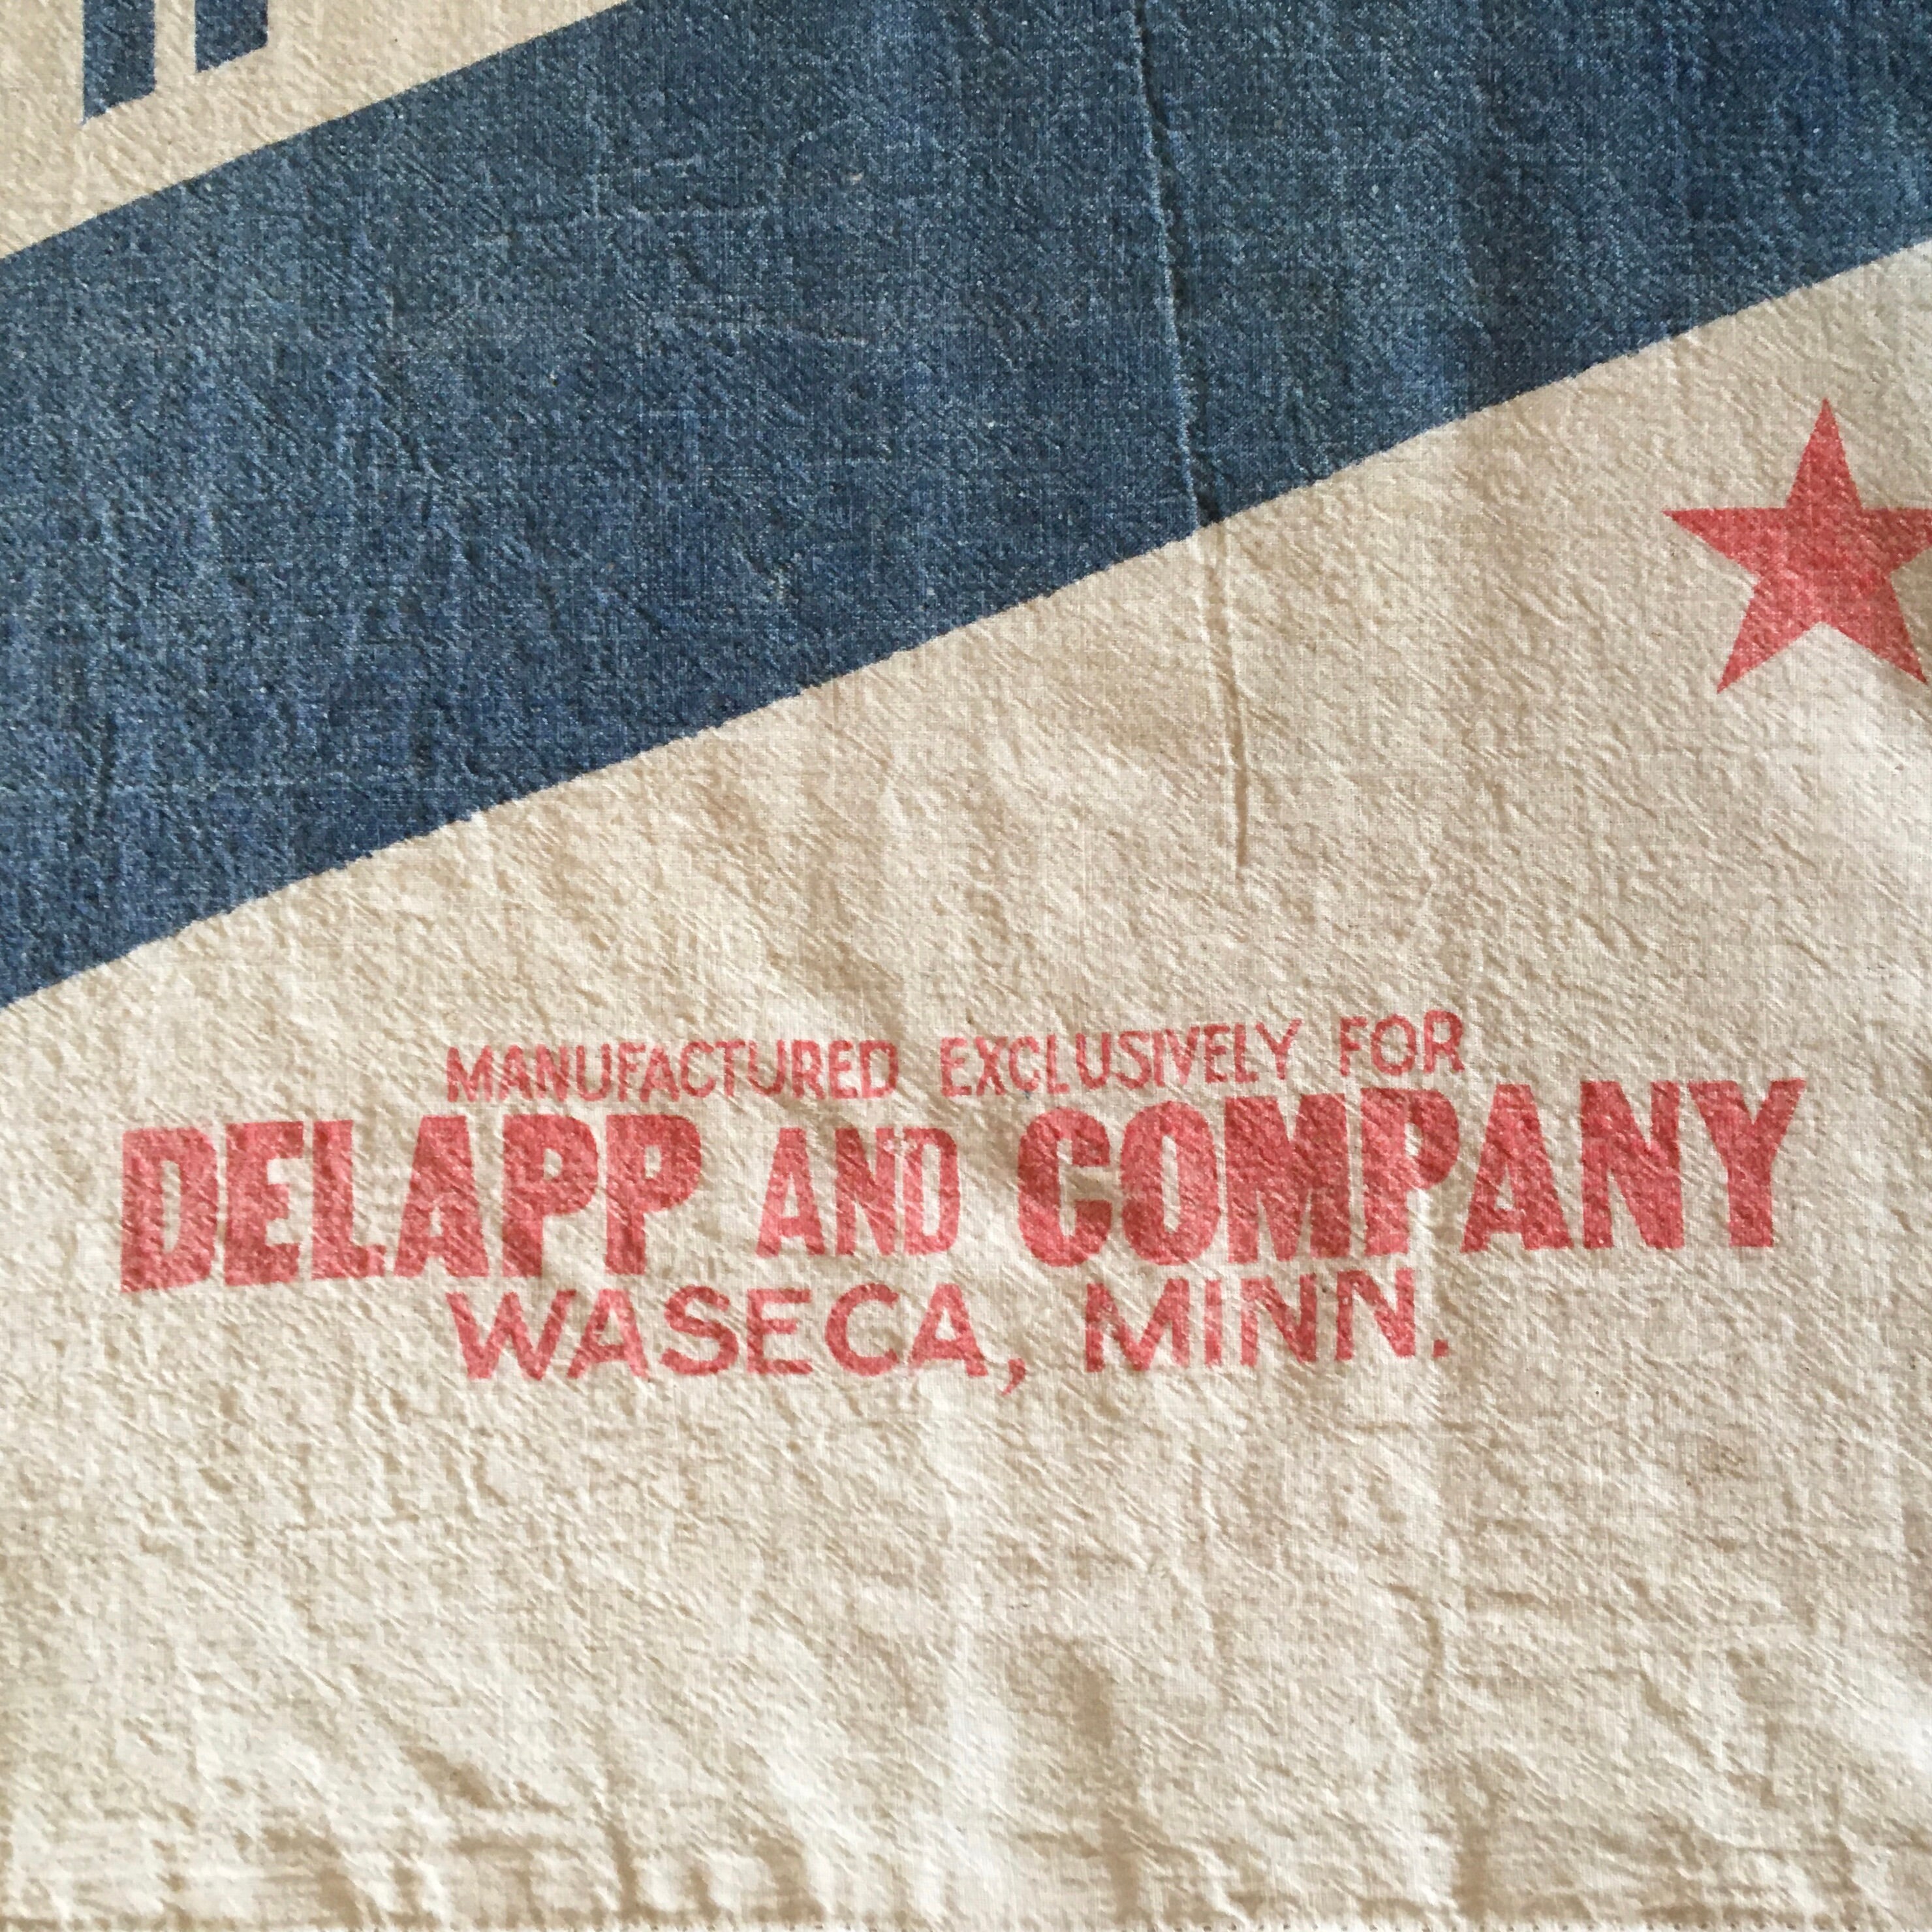 MANUFACTURED EXCLUSIVELY FOR
DELAPP AND COMPANY
WASECA, MINN.